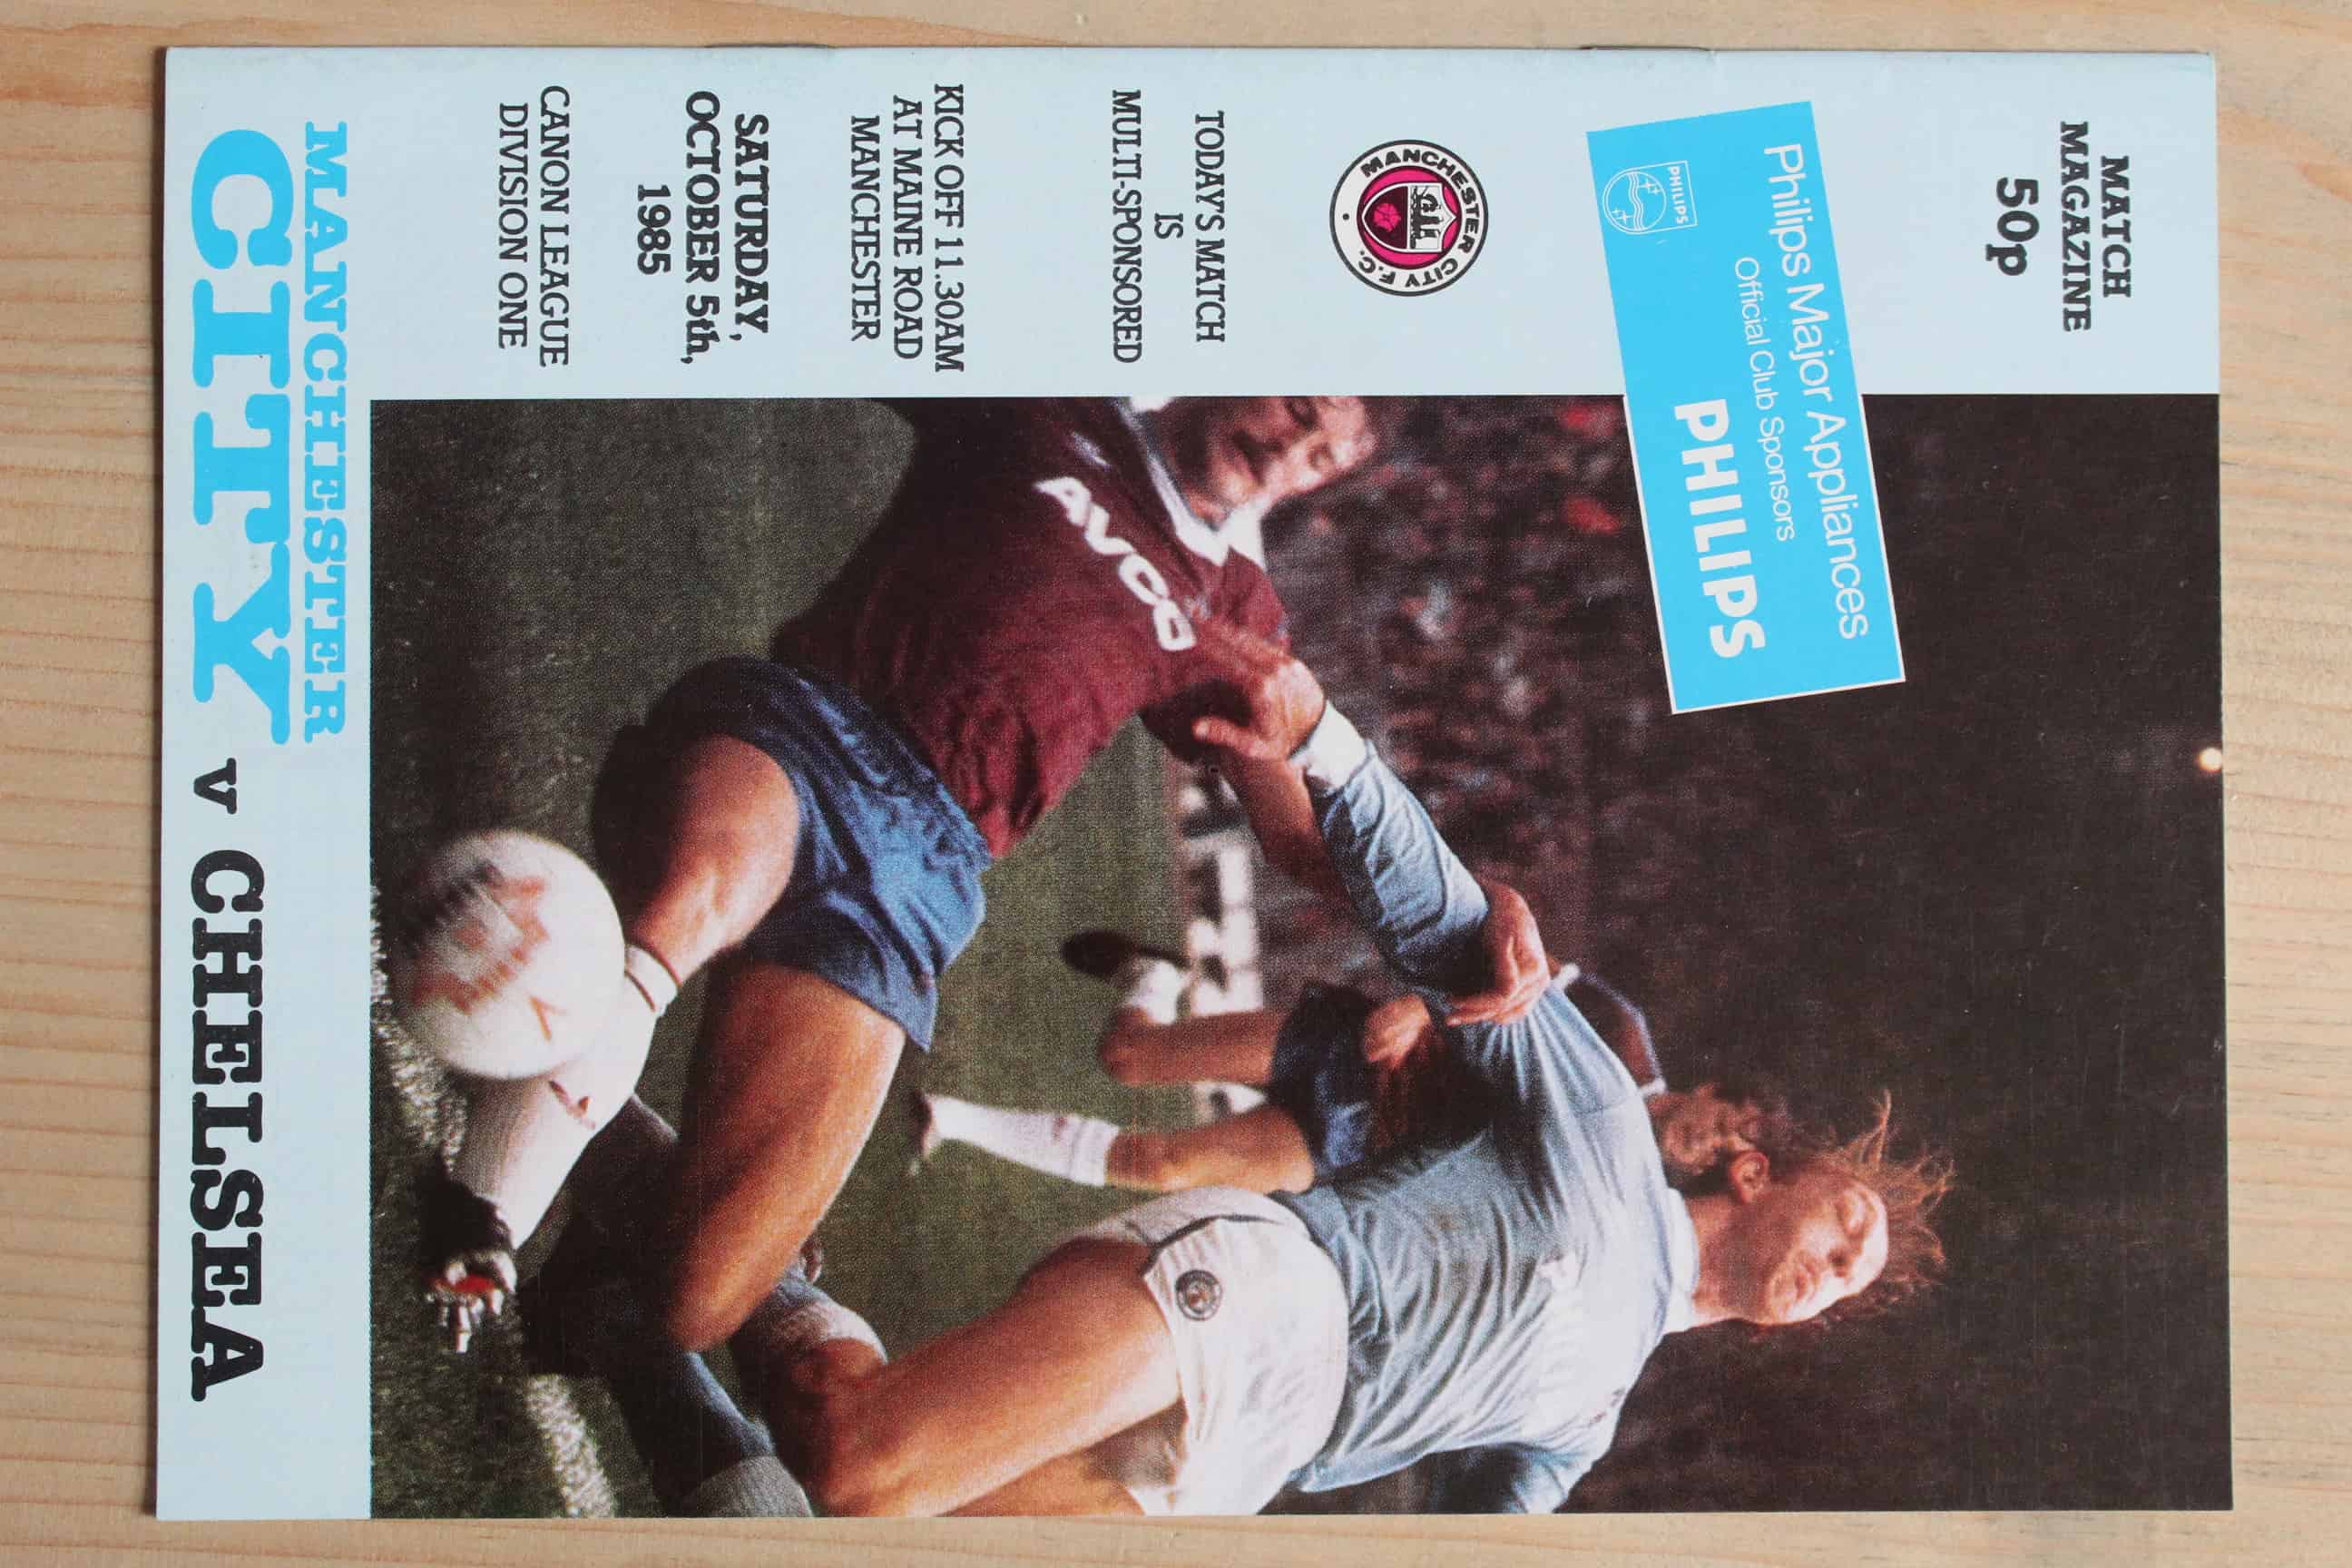 MATCH
MAGAZINE
50p
Philips Major Appliances
Official Club Sponsors
PHILIPS
PHILIPS
MANCHESTER CITY F.C.
TODAY'S MATCH
IS
MULTI-SPONSORED
KICK OFF 11.30AM
AT MAINE ROAD
MANCHESTER
SATURDAY,
OCTOBER 5th,
1985
CANON LEAGUE
DIVISION ONE
AVCO
MANCHESTER
CITY v CHELSEA